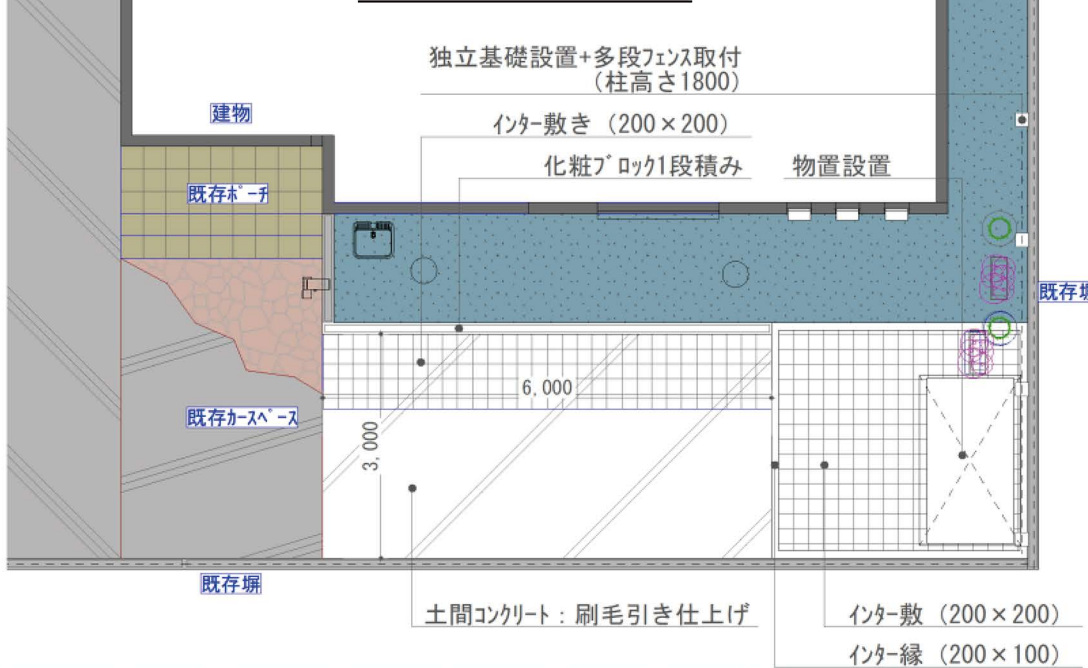 独立基礎設置+多段フェンス取付
（柱高さ1800）
建物
インター敷き（200×200）
化粧ブロック1段積み
物置設置
既存ポーチ
既存塀
6,000
既存カースペース
3,000
既存塀
土間コンクリート：刷毛引き仕上げ
インター敷（200×200）
インター縁（200×100）